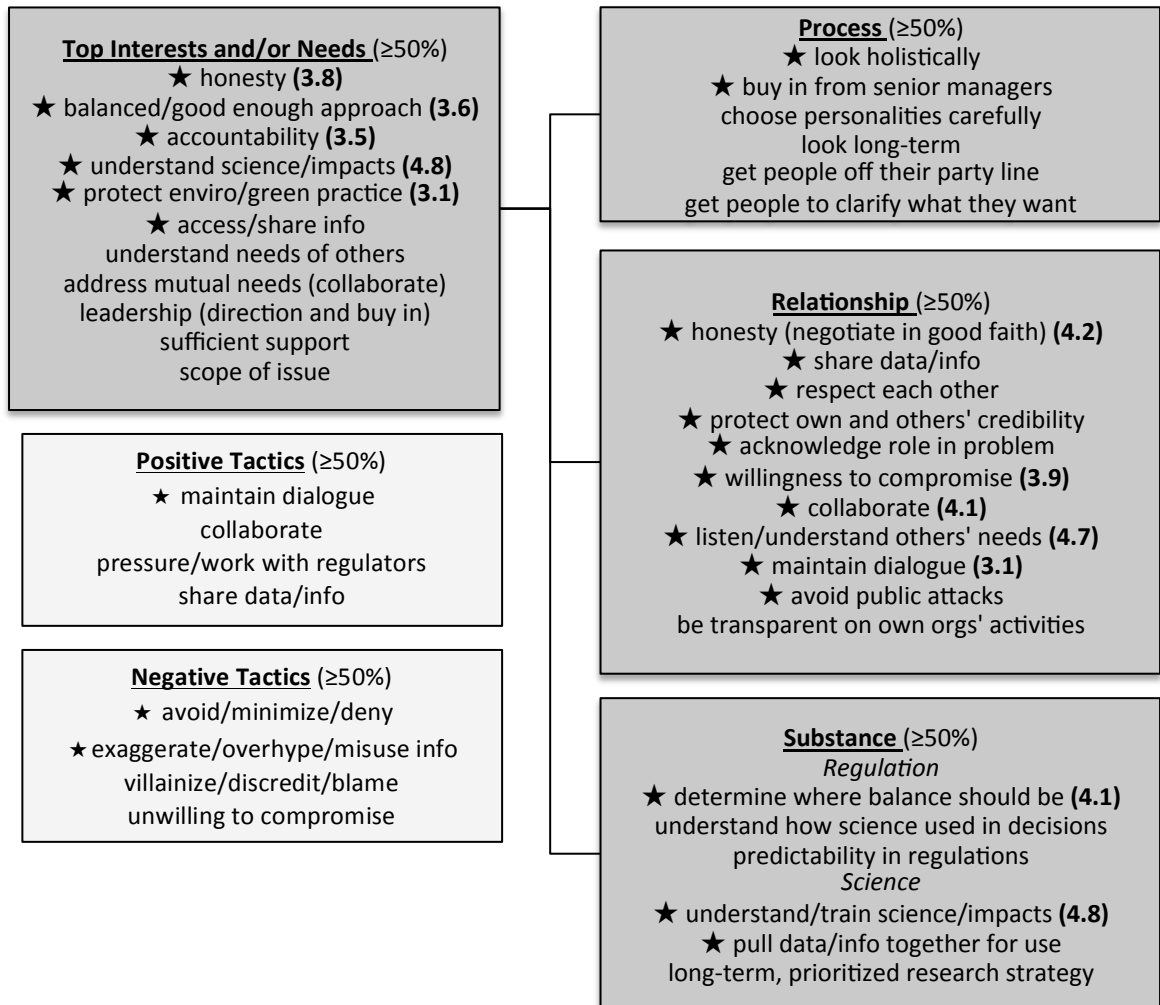 Top Interests and/or Needs (≥50%)
★ honesty (3.8)
★ balanced/good enough approach (3.6)
★ accountability (3.5)
★ understand science/impacts (4.8)
★ protect enviro/green practice (3.1)
★ access/share info
understand needs of others
address mutual needs (collaborate)
leadership (direction and buy in)
sufficient support
scope of issue
Positive Tactics (≥50%)
★ maintain dialogue
collaborate
pressure/work with regulators
share data/info
Negative Tactics (≥50%)
★ avoid/minimize/deny
★ exaggerate/overhype/misuse info
villainize/discredit/blame
unwilling to compromise
Process (≥50%)
★ look holistically
★ buy in from senior managers
choose personalities carefully
look long-term
get people off their party line
get people to clarify what they want
Relationship (≥50%)
★ honesty (negotiate in good faith) (4.2)
★ share data/info
★ respect each other
★ protect own and others' credibility
★ acknowledge role in problem
★ willingness to compromise (3.9)
★ collaborate (4.1)
★ listen/understand others' needs (4.7)
★ maintain dialogue (3.1)
★ avoid public attacks
be transparent on own orgs' activities
Substance (≥50%)
Regulation
★ determine where balance should be (4.1)
understand how science used in decisions
predictability in regulations
Science
★ understand/train science/impacts (4.8)
★ pull data/info together for use
long-term, prioritized research strategy